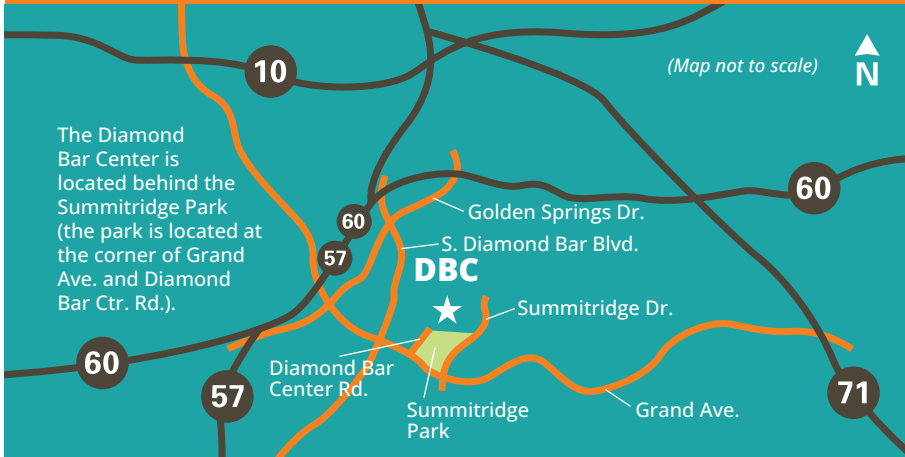 10
(Map not to scale)
N
The Diamond
Bar Center is
located behind the
Summitridge Park
(the park is located at
the corner of Grand
Ave. and Diamond
Bar Ctr. Rd.).
60
60
57
Golden Springs Dr.
S. Diamond Bar Blvd.
DBC
Summitridge Dr.
60
57
Diamond Bar
Center Rd.
Summitridge
Park
Grand Ave.
71